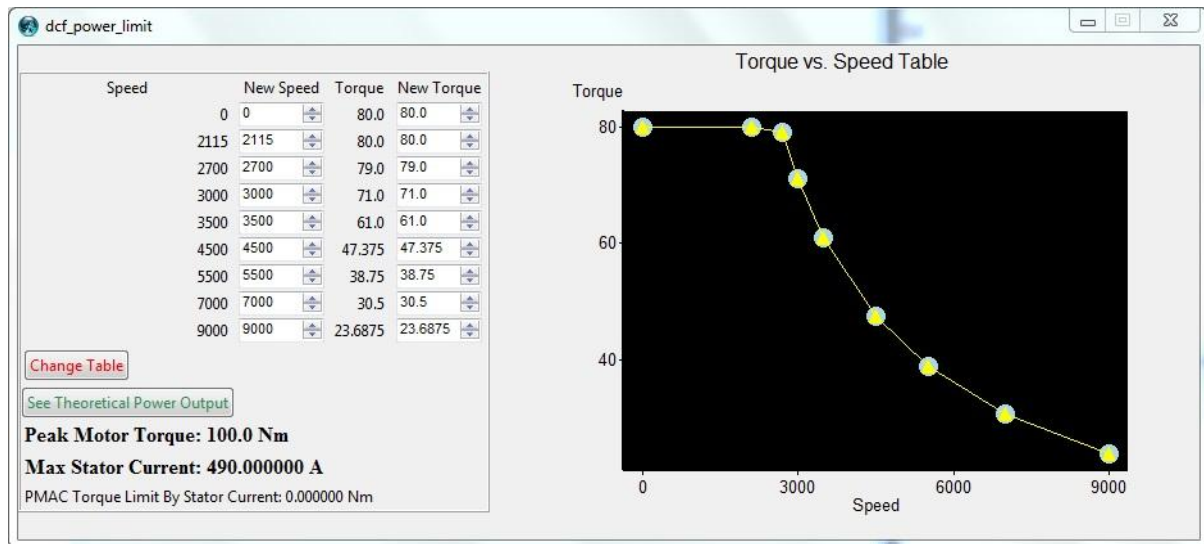 dcf_power_limit
Speed New Speed Torque New Torque
0 0 80.0 80.0
2115 2115 80.0 80.0
2700 2700 79.0 79.0
3000 3000 71.0 71.0
3500 3500 61.0 61.0
4500 4500 47.375 47.375
5500 5500 38.75 38.75
7000 7000 30.5 30.5
9000 9000 23.6875 23.6875
Change Table
See Theoretical Power Output
Peak Motor Torque: 100.0 Nm
Max Stator Current: 490.000000 A
PMAC Torque Limit By Stator Current: 0.000000 Nm
Torque vs. Speed Table
Torque
80
60
40
0 3000 6000 9000
Speed